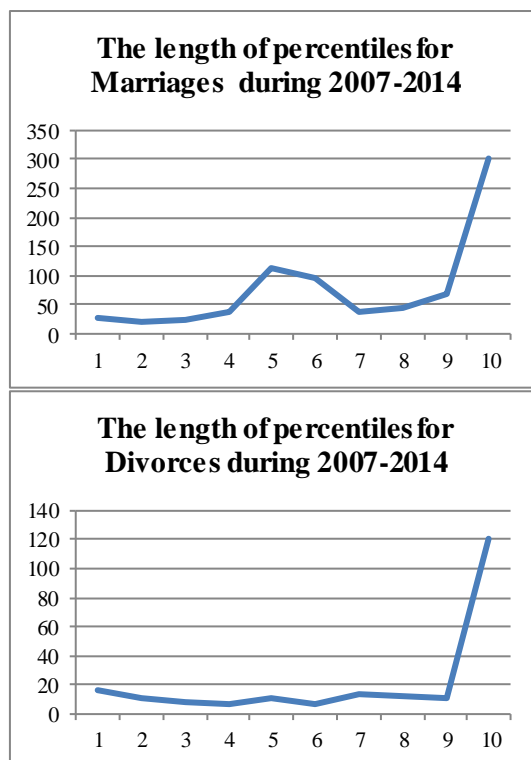 The length of percentiles for
Marriages during 2007-2014
350
300
250
200
150
100
50
0
1 2 3 4 5 6 7 8 9 10
The length of percentiles for
Divorces during 2007-2014
140
120
100
80
60
40
20
0
1 2 3 4 5 6 7 8 9 10